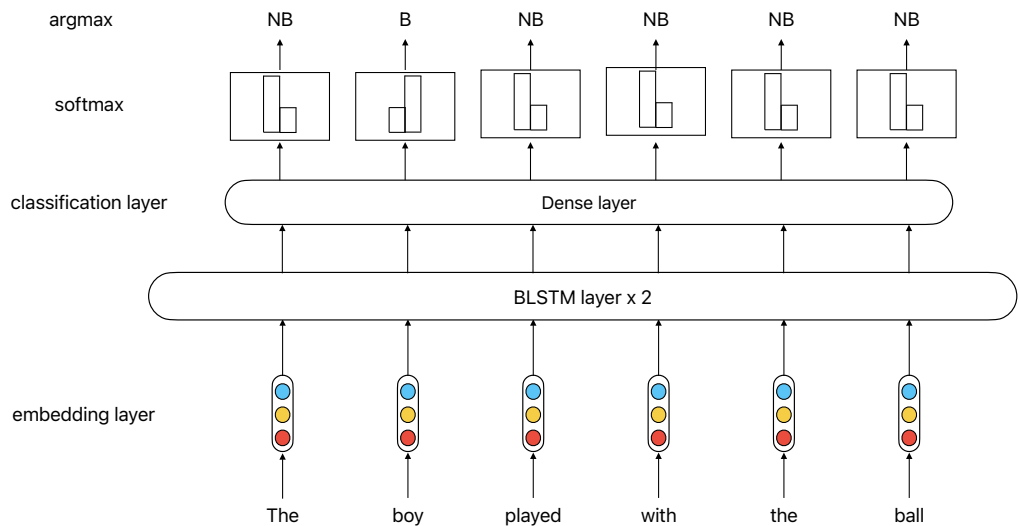 argmax NB B NB NB NB NB
softmax
classification layer Dense layer
BLSTM layer x 2
embedding layer
The boy played with the ball